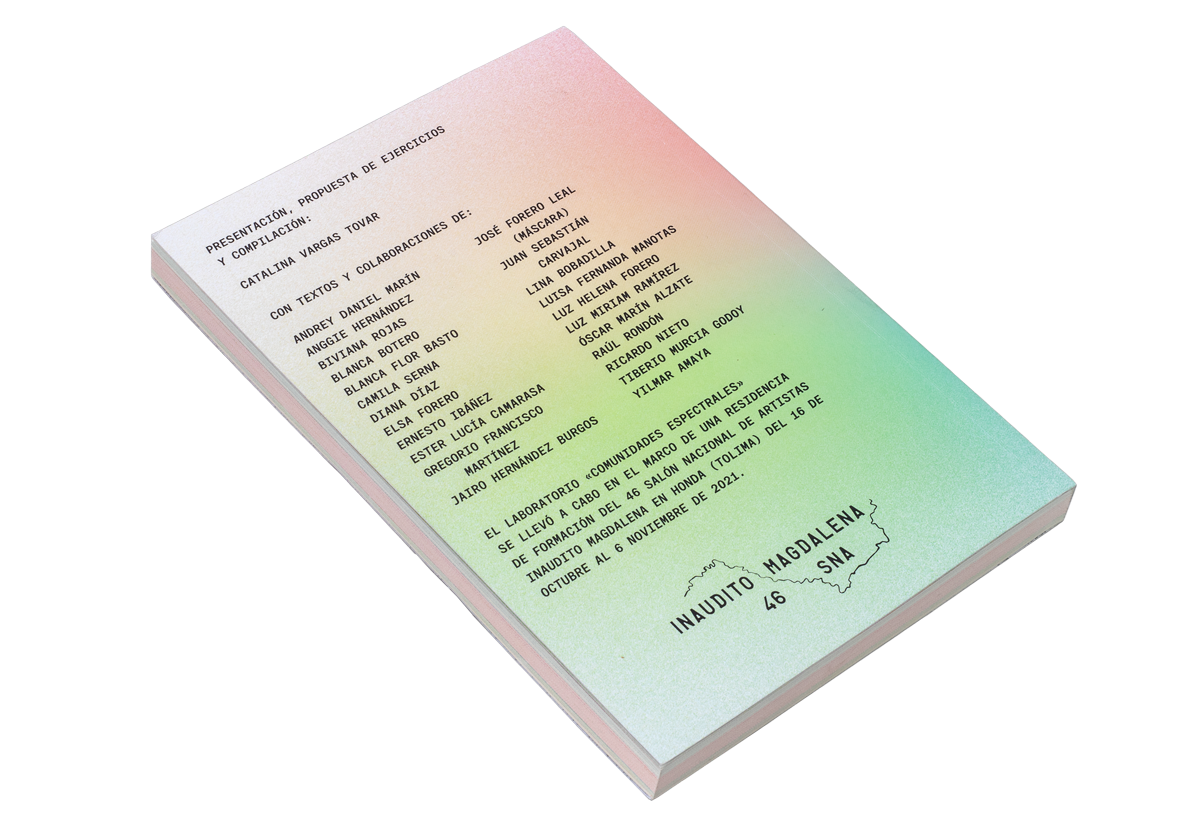 PRESENTACIÓN, PROPUESTA DE EJERCICIOS
Y COMPILACIÓN:
CATALINA VARGAS TOVAR
CON TEXTOS Y COLABORACIONES DE:
ANDREY DANIEL MARÍN
ANGGIE HERNÁNDEZ
BIVIANA ROJAS
BLANCA BOTERO
BLANCA FLOR BASTO
CAMILA SERNA
DIANA DÍAZ
ELSA FORERO
ERNESTO IBÁÑEZ
ESTER LUCÍA CAMARASA
GREGORIO FRANCISCO
MARTÍNEZ
JAIRO HERNÁNDEZ BURGOS
JOSÉ FORERO LEAL
(MÁSCARA)
JUAN SEBASTIÁN
CARVAJAL
LINA BOBADILLA
LUISA FERNANDA MANOTAS
LUZ HELENA FORERO
LUZ MIRIAM RAMÍREZ
ÓSCAR MARÍN ALZATE
RAÚL RONDÓN
RICARDO NIETO
TIBERIO MURCIA GODOY
YILMAR AMAYA
EL LABORATORIO «COMUNIDADES ESPECTRALES»
SE LLEVÓ A CABO EN EL MARCO DE UNA RESIDENCIA
DE FORMACIÓN DEL 46 SALÓN NACIONAL DE ARTISTAS
INAUDITO MAGDALENA EN HONDA (TOLIMA) DEL 16 DE
OCTUBRE AL 6 NOVIEMBRE DE 2021.
INAUDITO MAGDALENA
46 SNA